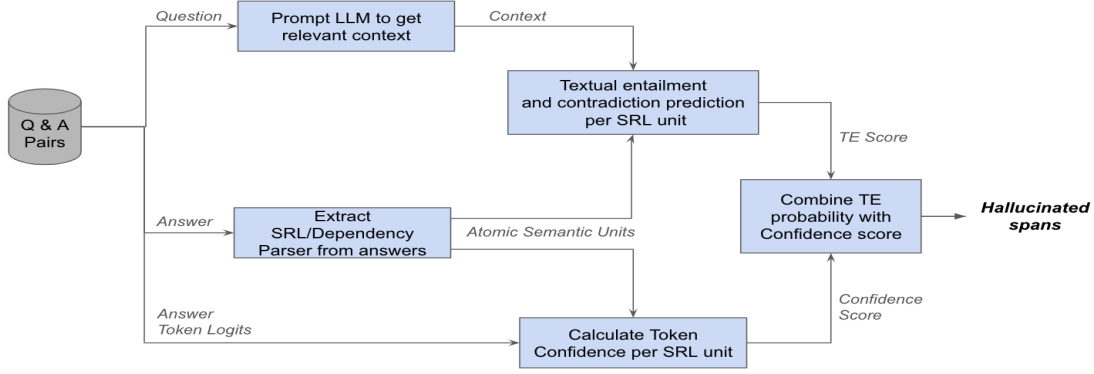 Question
Prompt LLM to get
relevant context
Context
Textual entailment
and contradiction prediction
per SRL unit
Q & A
Pairs
TE Score
Answer
Extract
SRL/Dependency
Parser from answers
Atomic Semantic Units
Combine TE
probability with
Confidence score
Hallucinated
spans
Answer
Token Logits
Calculate Token
Confidence per SRL unit
Confidence
Score